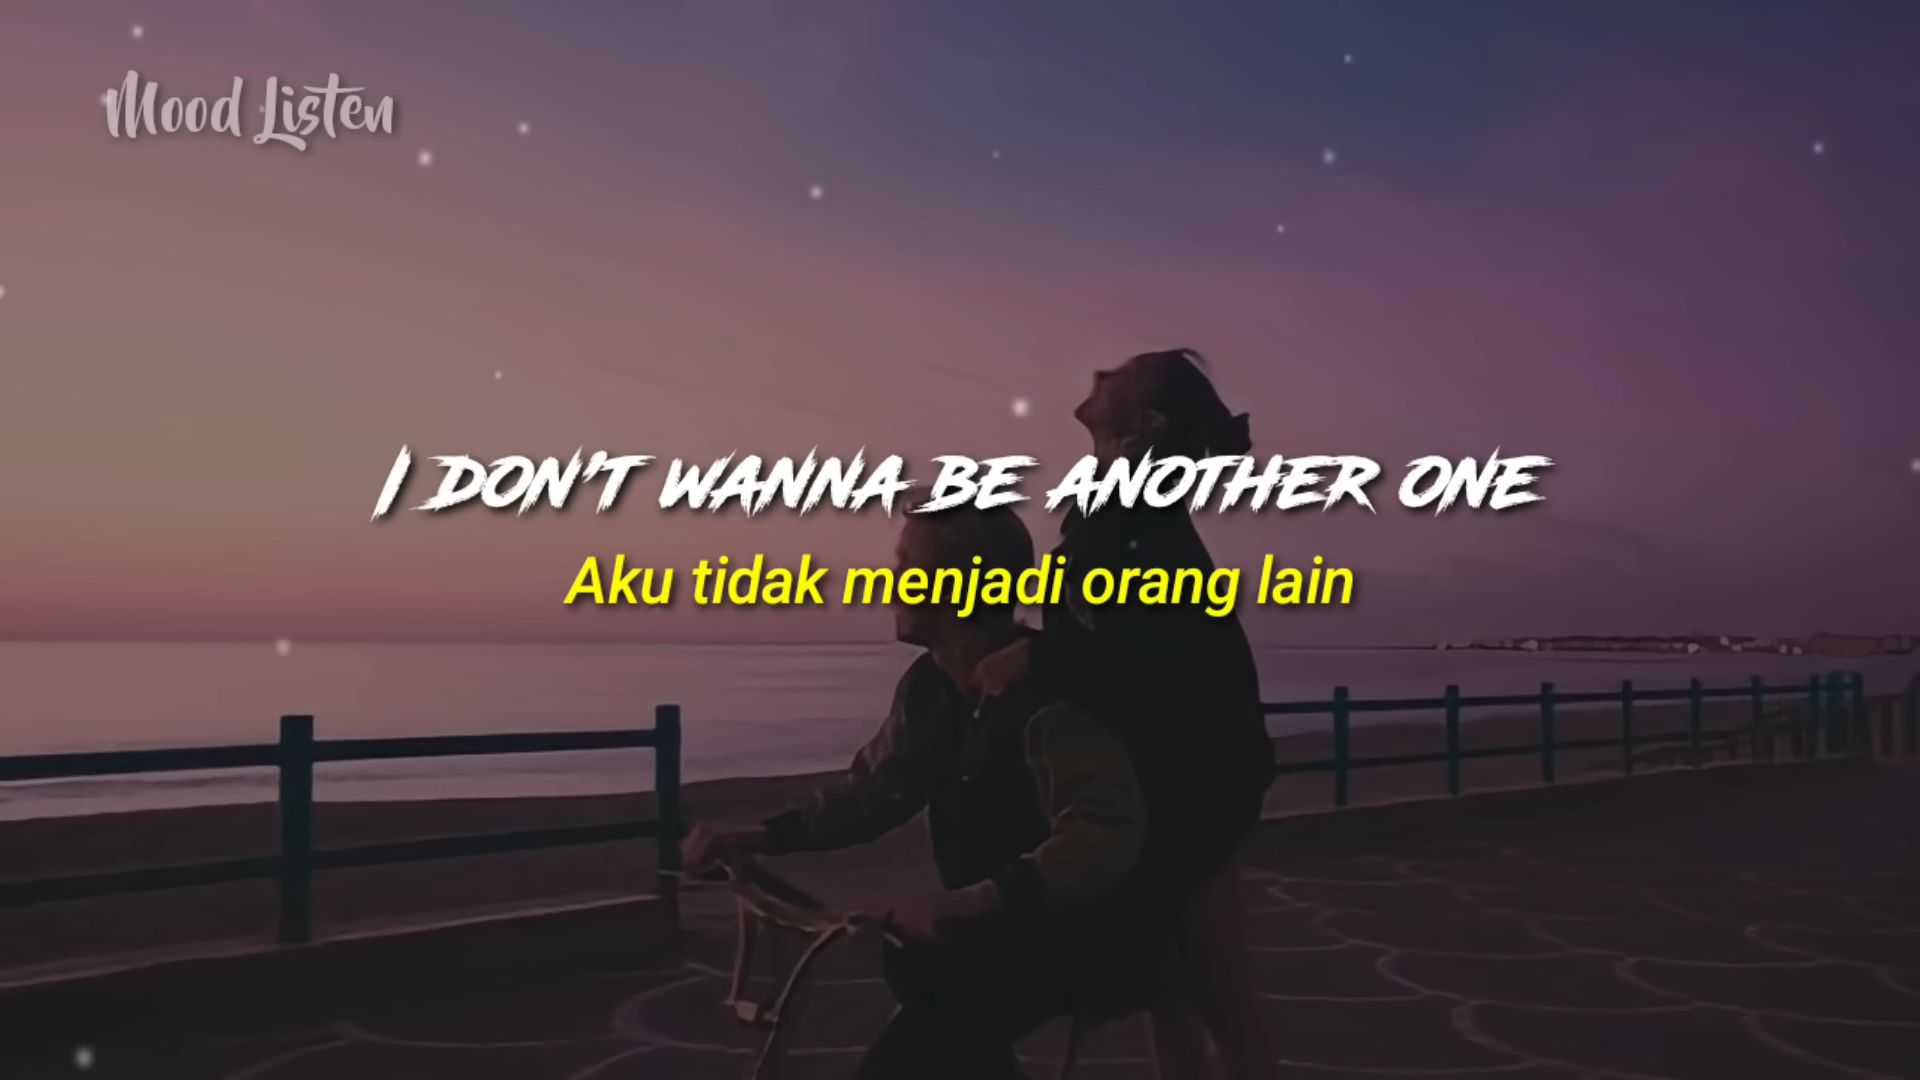 Mood Listen
I DON'T WANNA BE ANOTHER ONE
Aku tidak menjadi orang lain